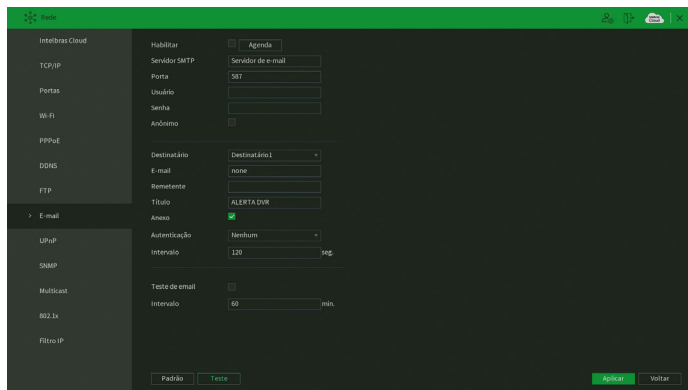 Rede
Intelbras Cloud
TCP/IP
Portas
Wi-Fi
PPPoE
DDNS
FTP
> E-mail
UPnP
SNMP
Multicast
802.1x
Filtro IP
Habilitar Agenda
Servidor SMTP Servidor de e-mail
Porta 587
Usuário
Senha
Anônimo
Destinatário Destinatário1
E-mail none
Remetente
Título ALERTA DVR
Anexo
Autenticação Nenhum
Intervalo 120 seg.
Teste de email
Intervalo 60 min.
Padrão Teste
Aplicar Voltar